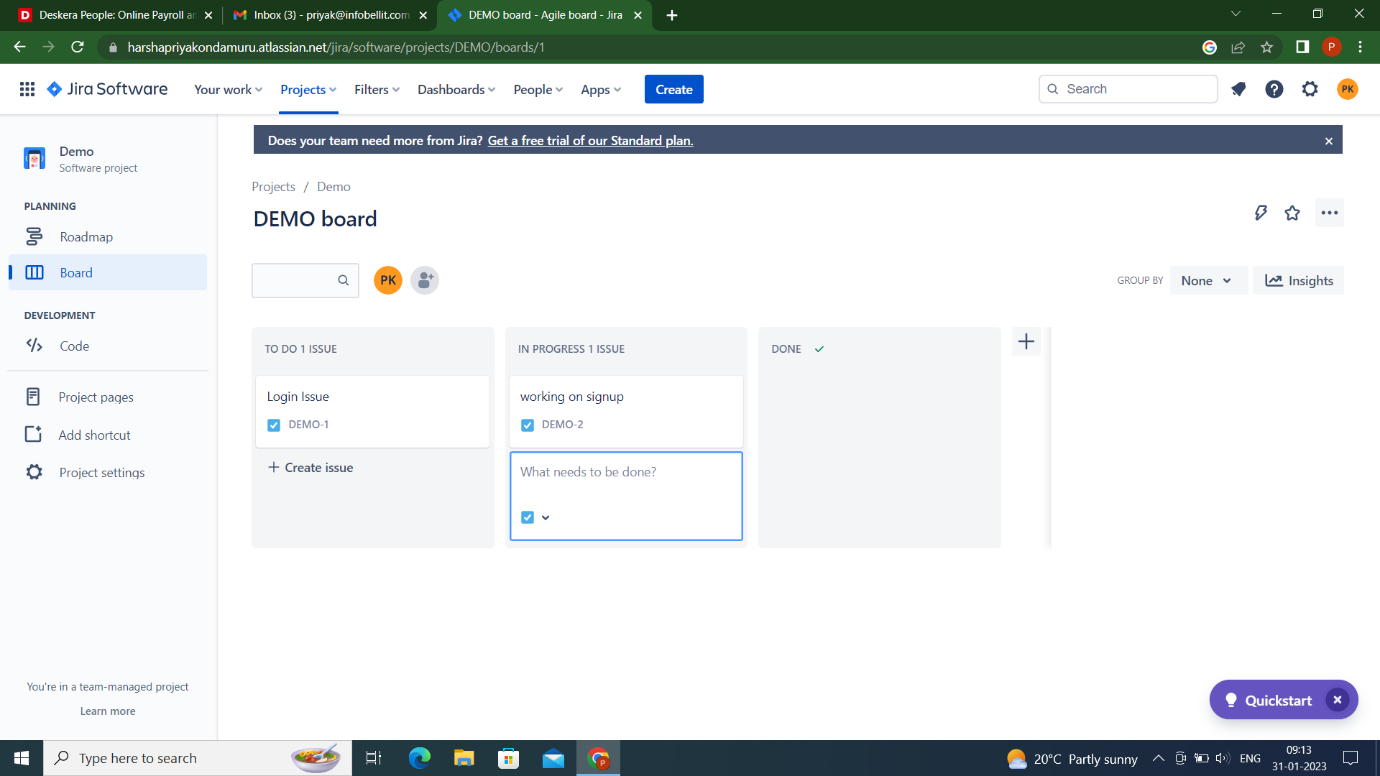 Deskera People: Online Payroll ar
Inbox (3) - priyak@infobellit.com
DEMO board - Agile board - Jira
harshapriyakondamuru.atlassian.net/jira/software/projects/DEMO/boards/1
P
Jira Software
Your work
Projects
Filters
Dashboards
People
Apps
Create
Search
PK
Does your team need more from Jira? Get a free trial of our Standard plan.
Demo
Software project
Projects / Demo
DEMO board
PLANNING
Roadmap
Board
PK
GROUP BY
None
Insights
DEVELOPMENT
Code
Project pages
Add shortcut
Project settings
TO DO 1 ISSUE
Login Issue
DEMO-1
+ Create issue
IN PROGRESS 1 ISSUE
working on signup
DEMO-2
What needs to be done?
DONE
You're in a team-managed project
Learn more
Quickstart
Type here to search
20°C Partly sunny
ENG
09:13
31-01-2023